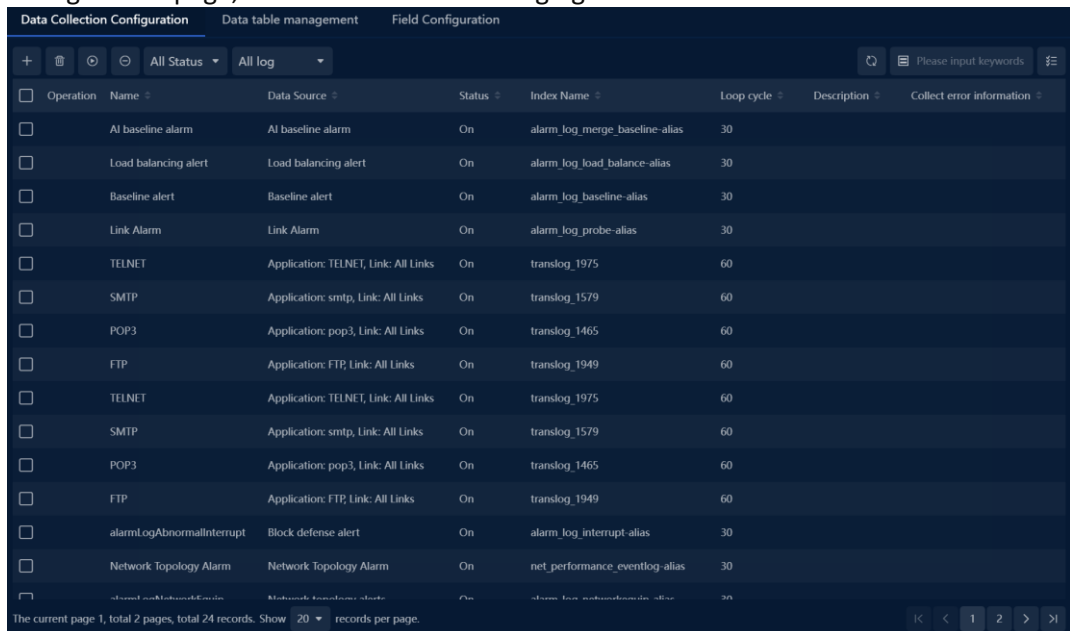 Data Collection Configuration Data table management Field Configuration
All Status All log Please input keywords
Operation Name Data Source Status Index Name Loop cycle Description Collect error information
AI baseline alarm AI baseline alarm On alarm_log_merge_baseline-alias 30
Load balancing alert Load balancing alert On alarm_log_load_balance-alias 30
Baseline alert Baseline alert On alarm_log_baseline-alias 30
Link Alarm Link Alarm On alarm_log_probe-alias 30
TELNET Application: TELNET, Link: All Links On translog_1975 60
SMTP Application: smtp, Link: All Links On translog_1579 60
POP3 Application: pop3, Link: All Links On translog_1465 60
FTP Application: FTP, Link: All Links On translog_1949 60
TELNET Application: TELNET, Link: All Links On translog_1975 60
SMTP Application: smtp, Link: All Links On translog_1579 60
POP3 Application: pop3, Link: All Links On translog_1465 60
FTP Application: FTP, Link: All Links On translog_1949 60
alarmLogAbnormalInterrupt Block defense alert On alarm_log_interrupt-alias 30
Network Topology Alarm Network Topology Alarm On net_performance_eventlog-alias 30
alarmLogNetworkEquip Network topology alerts On alarm_log_networkequip-alias 30
The current page 1, total 2 pages, total 24 records. Show 20 records per page. 1 2